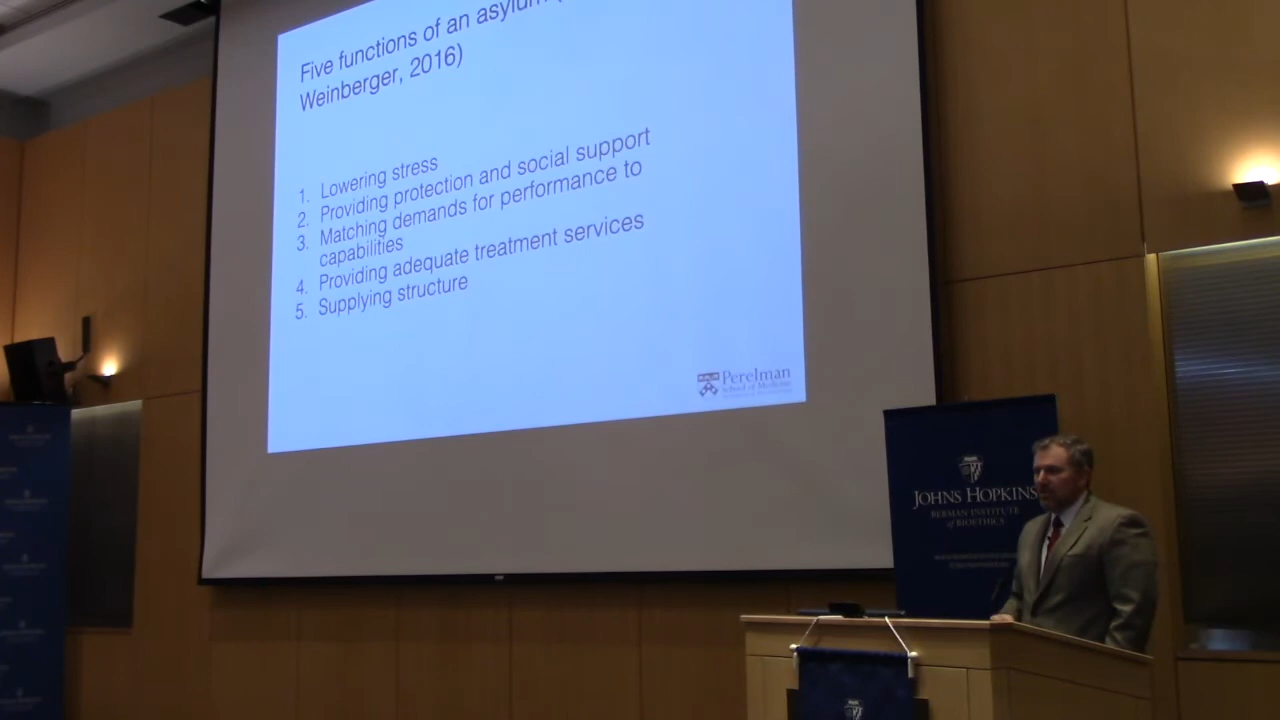 Five functions of an asylum (
Weinberger, 2016)
1. Lowering stress
2. Providing protection and social support
3. Matching demands for performance to
capabilities
4. Providing adequate treatment services
5. Supplying structure
Perelman
School of Medicine
JOHNS HOPKINS
BERMAN INSTITUTE
of BIOETHICS